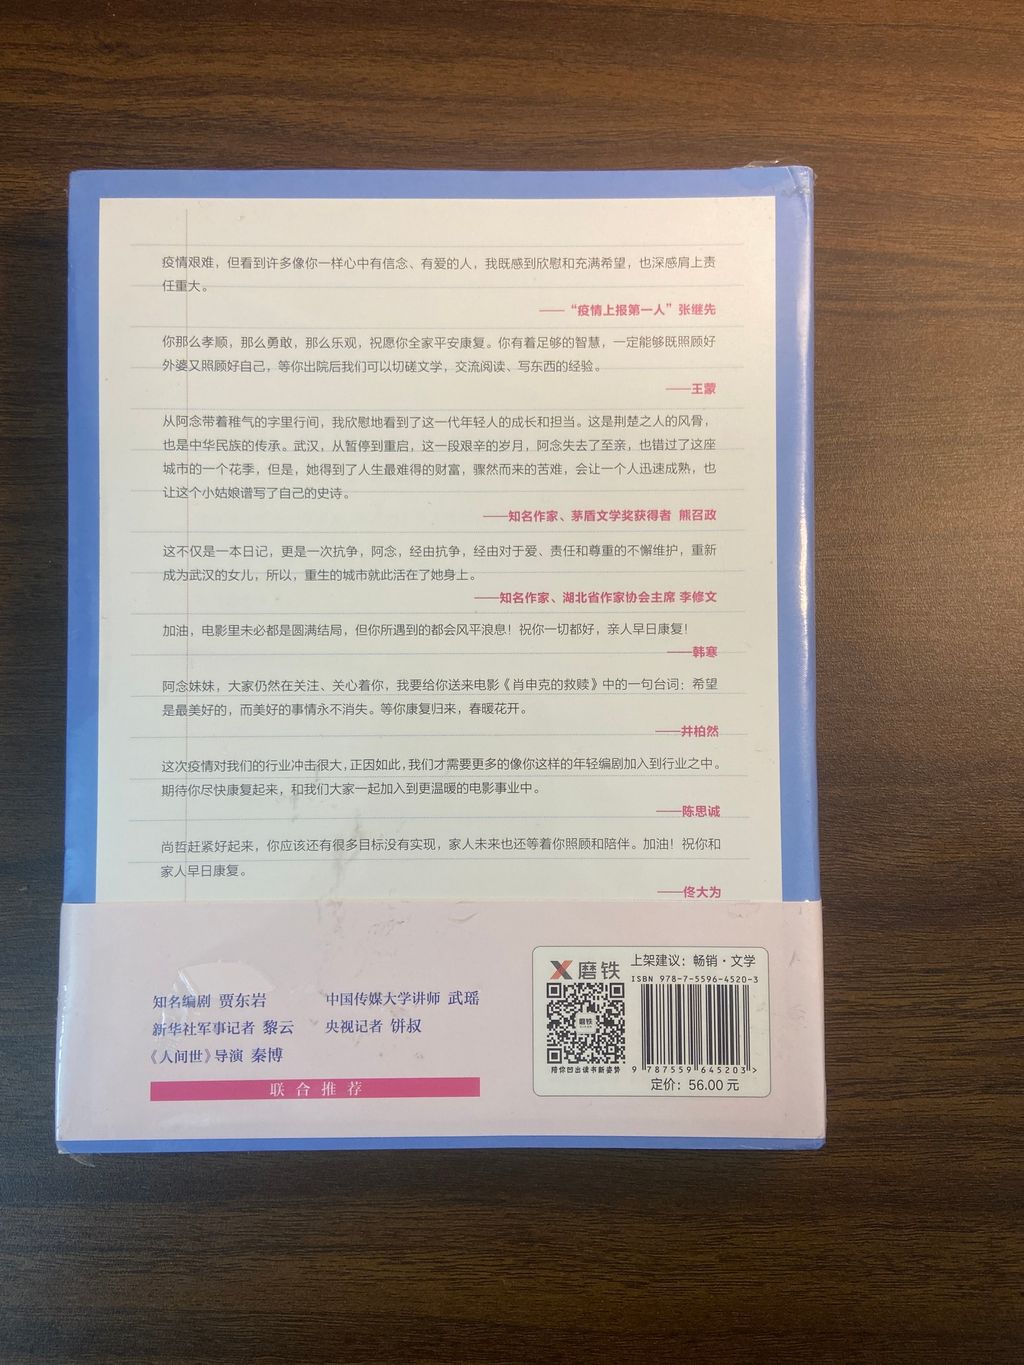 疫情艰难，但看到许多像你一样心中有信念、有爱的人，我既感到欣慰和充满希望，也深感肩上责
任重大。
——“疫情上报第一人”张继先
你那么孝顺，那么勇敢，那么乐观，祝愿你全家平安康复。你有着足够的智慧，一定能够既照顾好
外婆又照顾好自己，等你出院后我们可以切磋文学，交流阅读、写东西的经验。
——王蒙
从阿念带着稚气的字里行间，我欣慰地看到了这一代年轻人的成长和担当。这是荆楚之人的风骨，
也是中华民族的传承。武汉，从暂停到重启，这一段艰辛的岁月，阿念失去了至亲，也错过了这座
城市的一个花季，但是，她得到了人生最难得的财富，骤然而来的苦难，会让一个人迅速成熟，也
让这个小姑娘谱写了自己的史诗。
——知名作家、茅盾文学奖获得者 熊召政
这不仅是一本日记，更是一次抗争，阿念，经由抗争，经由对于爱、责任和尊重的不懈维护，重新
成为武汉的女儿，所以，重生的城市就此活在了她身上。
——知名作家、湖北省作家协会主席 李修文
加油，电影里未必都是圆满结局，但你所遇到的都会风平浪息！祝你一切都好，亲人早日康复！
——韩寒
阿念妹妹，大家仍然在关注、关心着你，我要给你送来电影《肖申克的救赎》中的一句台词：希望
是最美好的，而美好的事情永不消失。等你康复归来，春暖花开。
——井柏然
这次疫情对我们的行业冲击很大，正因如此，我们才需要更多的像你这样的年轻编剧加入到行业之中。
期待你尽快康复起来，和我们大家一起加入到更温暖的电影事业中。
——陈思诚
尚哲赶紧好起来，你应该还有很多目标没有实现，家人未来也还等着你照顾和陪伴。加油！祝你和
家人早日康复。
——佟大为
知名编剧 贾东岩 中国传媒大学讲师 武瑶
新华社军事记者 黎云 央视记者 饼叔
《人间世》导演 秦博
联合推荐
磨铁
上架建议：畅销·文学
ISBN 978-7-5596-4520-3
磨铁
陪你凹出读书新姿势
9 787559 645203 >
定价：56.00 元